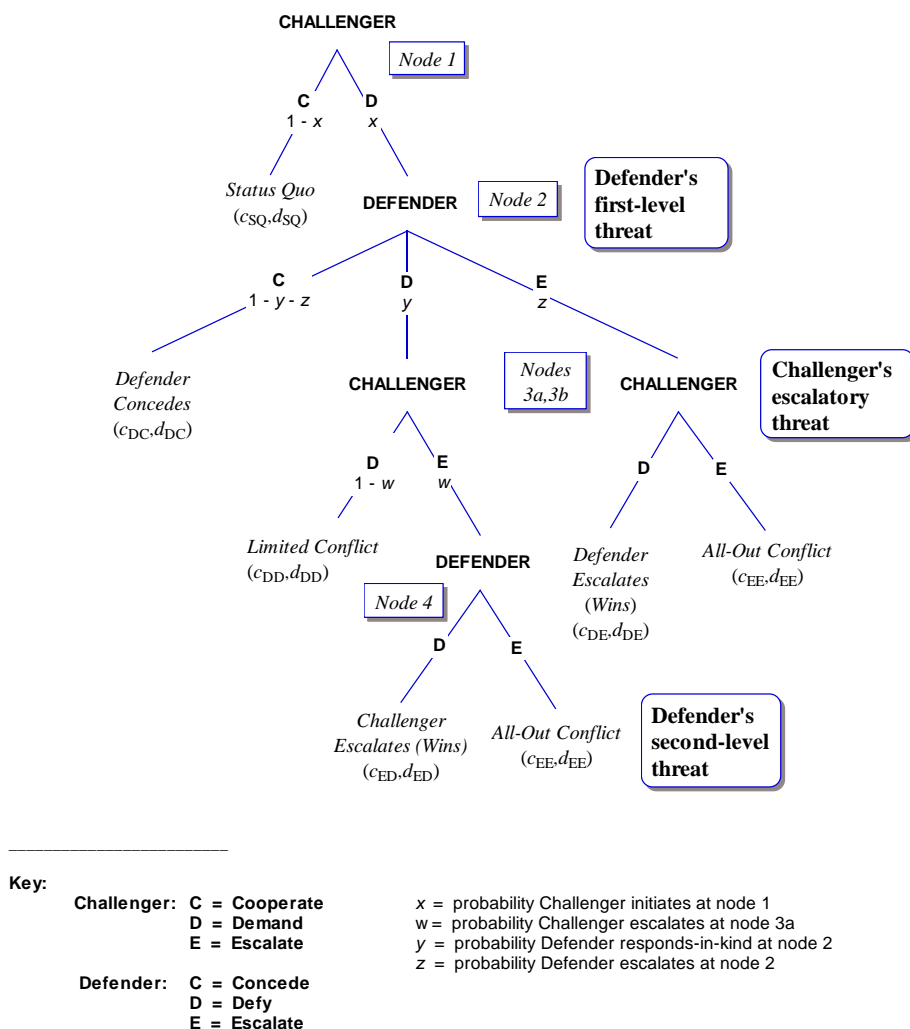 CHALLENGER
Node 1
C D
1 - x x
Status Quo
(cSQ,dSQ)
DEFENDER
Node 2
Defender's
first-level
threat
C D E
1 - y - z y z
Defender
Concedes
(cDC,dDC)
CHALLENGER
Nodes
3a,3b
CHALLENGER
Challenger's
escalatory
threat
D E
1 - w w
D E
Limited Conflict
(cDD,dDD)
DEFENDER
Defender
Escalates
(Wins)
(cDE,dDE)
All-Out Conflict
(cEE,dEE)
Node 4
D E
Challenger
Escalates (Wins)
(cED,dED)
All-Out Conflict
(cEE,dEE)
Defender's
second-level
threat
Key:
Challenger: C = Cooperate
D = Demand
E = Escalate
Defender: C = Concede
D = Defy
E = Escalate
x = probability Challenger initiates at node 1
w = probability Challenger escalates at node 3a
y = probability Defender responds-in-kind at node 2
z = probability Defender escalates at node 2